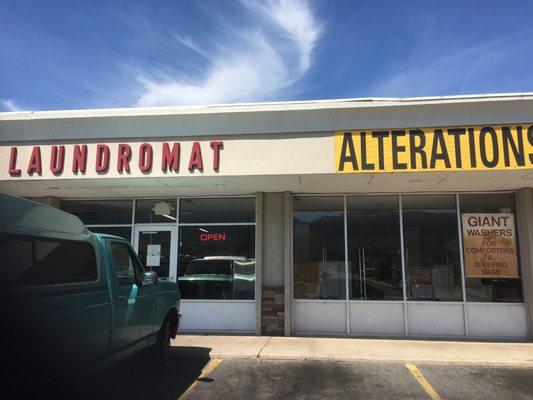 LAUNDROMAT
ALTERATIONS
OPEN
GIANT
WASHERS
FOR
COMFORTERS
& SLEEPING
BAGS